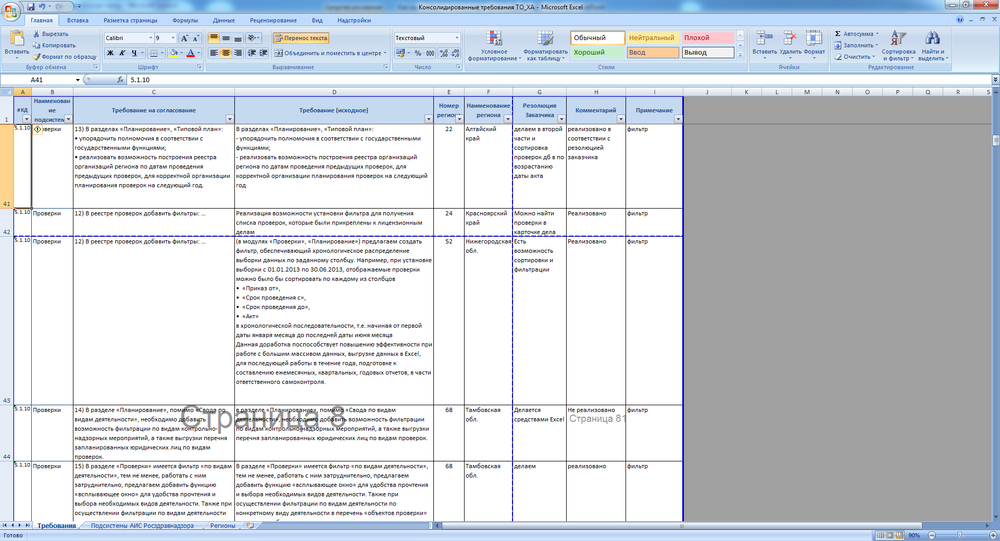 Консолидированные требования ТО_ХА - Microsoft Excel
Главная Вставка Разметка страницы Формулы Данные Рецензирование Вид Надстройки
Вставить
Вырезать
Копировать
Формат по образцу
Буфер обмена
Calibri 9
Ж К Ч
Шрифт
Перенос текста
Объединить и поместить в центре
Выравнивание
Текстовый
% 000
Число
Условное форматирование
Форматировать как таблицу
Обычный Нейтральный Плохой
Хороший Ввод Вывод
Стили
Вставить Удалить Формат
Ячейки
Σ Автосумма
Заполнить
Очистить
Сортировка и фильтр
Найти и выделить
Редактирование
A41 fx 5.1.10
A B C D E F G H I J K L M N O P Q R S
1
#КД
Наименован
ие
подсистем
Требование на согласование
Требование (исходное)
Номер
регион
Наименование
региона
Резолюция
Заказчика
Комментарий
Примечание
41
5.1.10
верки
13) В разделах «Планирование», «Типовой план»:
• упорядочить полномочия в соответствии с
государственными функциями;
• реализовать возможность построения реестра
организаций региона по датам проведения
предыдущих проверок, для корректной организации
планирования проверок на следующий год.
В разделах «Планирование», «Типовой план»:
- упорядочить полномочия в соответствии с государственными
функциями;
- реализовать возможность построения реестра организаций
региона по датам проведения предыдущих проверок, для
корректной организации планирования проверок на следующий
год
22
Алтайский
край
делаем в второй
части и
сортировка
проверок дб в по
возрастанию
даты акта
реализовано в
соответствии с
резолюцией
заказчика
фильтр
42
5.1.10
Проверки
12) В реестре проверок добавить фильтры: ...
Реализация возможности установки фильтра для получения
списка проверок, которые были прикреплены к лицензионным
делам
24
Красноярский
край
Можно найти
проверки в
карточке дела
Реализовано
фильтр
43
5.1.10
Проверки
12) В реестре проверок добавить фильтры: ...
(в модулях «Проверки», «Планирование») предлагаем создать
фильтр, обеспечивающий хронологическое распределение
выборки данных по заданному столбцу. Например, при установке
выборки с 01.01.2013 по 30.06.2013, отображаемые проверки
можно было бы сортировать по каждому из столбцов
• «Приказ от»,
• «Срок проведения с»,
• «Срок проведения до»,
• «Акт»
в хронологической последовательности, т.е. начиная от первой
даты января месяца до последней даты июня месяца
Данная доработка поспособствует повышению эффективности при
работе с большим массивом данных, выгрузке данных в Excel,
для последующей работы в течение года, подготовке к
составлению ежемесячных, квартальных, годовых отчетов, в части
ответственного самоконтроля.
52
Нижегородская
обл.
Есть
возможность
сортировки и
фильтрации
Реализовано
фильтр
44
5.1.10
Проверки
14) В разделе «Планирование», помимо «Свода по
видам деятельности», необходимо добавить
возможность фильтрации по видам контрольно-
надзорных мероприятий, а также выгрузки перечня
запланированных юридических лиц по видам
проверок.
Страница 8
в разделе «Планирование», помимо «Свода по видам
деятельности», необходимо добавить возможность фильтрации
по видам контрольно-надзорных мероприятий, а также выгрузки
перечня запланированных юридических лиц по видам проверок.
68
Тамбовская
обл.
Делается
средствами Excel
Не реализовано
Страница 81
фильтр
5.1.10
Проверки
15) В разделе «Проверки» имеется фильтр «по видам
деятельности», тем не менее, работать с ним
затруднительно, предлагаем добавить функцию
«всплывающее окно» для удобства прочтения и
выбора необходимых видов деятельности. Также при
осуществлении фильтрации по видам деятельности
В разделе «Проверки» имеется фильтр «по видам деятельности»,
тем не менее, работать с ним затруднительно, предлагаем
добавить функцию «всплывающее окно» для удобства прочтения
и выбора необходимых видов деятельности. Также при
осуществлении фильтрации по видам деятельности по
конкретному виду деятельности в перечень «объектов проверки»
68
Тамбовская
обл.
делаем
реализовано
фильтр
Требования Подсистемы АИС Росздравнадзора Регионы
Готово 90%